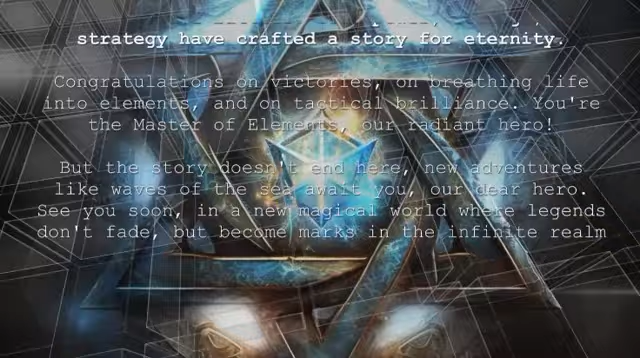 strategy have crafted a story for eternity.
Congratulations on victories, on breathing life
into elements, and on tactical brilliance. You're
the Master of Elements, our radiant hero!
But the story doesn't end here, new adventures
like waves of the sea await you, our dear hero.
See you soon, in a new magical world where legends
don't fade, but become marks in the infinite realm